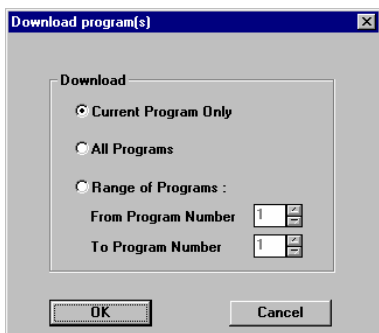 Download program(s)
Download
Current Program Only
All Programs
Range of Programs :
From Program Number 1
To Program Number 1
OK Cancel